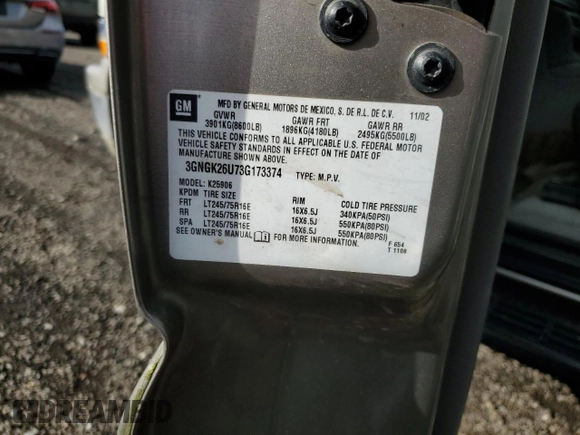 GM
MFD BY GENERAL MOTORS DE MEXICO, S. DE R.L. DE C.V. 11/02
GVWR GAWR FRT GAWR RR
3901KG(8600LB) 1896KG(4180LB) 2495KG(5500LB)
THIS VEHICLE CONFORMS TO ALL APPLICABLE U.S. FEDERAL MOTOR
VEHICLE SAFETY STANDARDS IN EFFECT ON THE DATE OF
MANUFACTURE SHOWN ABOVE.
3GNGK26U73G173374 TYPE: M.P.V.
MODEL: K25906
KPDM TIRE SIZE RIM COLD TIRE PRESSURE
FRT LT245/75R16E 16X6.5J 340KPA(50PSI)
RR LT245/75R16E 16X6.5J 550KPA(80PSI)
SPA LT245/75R16E 16X6.5J 550KPA(80PSI)
SEE OWNER'S MANUAL FOR MORE INFORMATION.
F 654
T 1108
IDREAMED